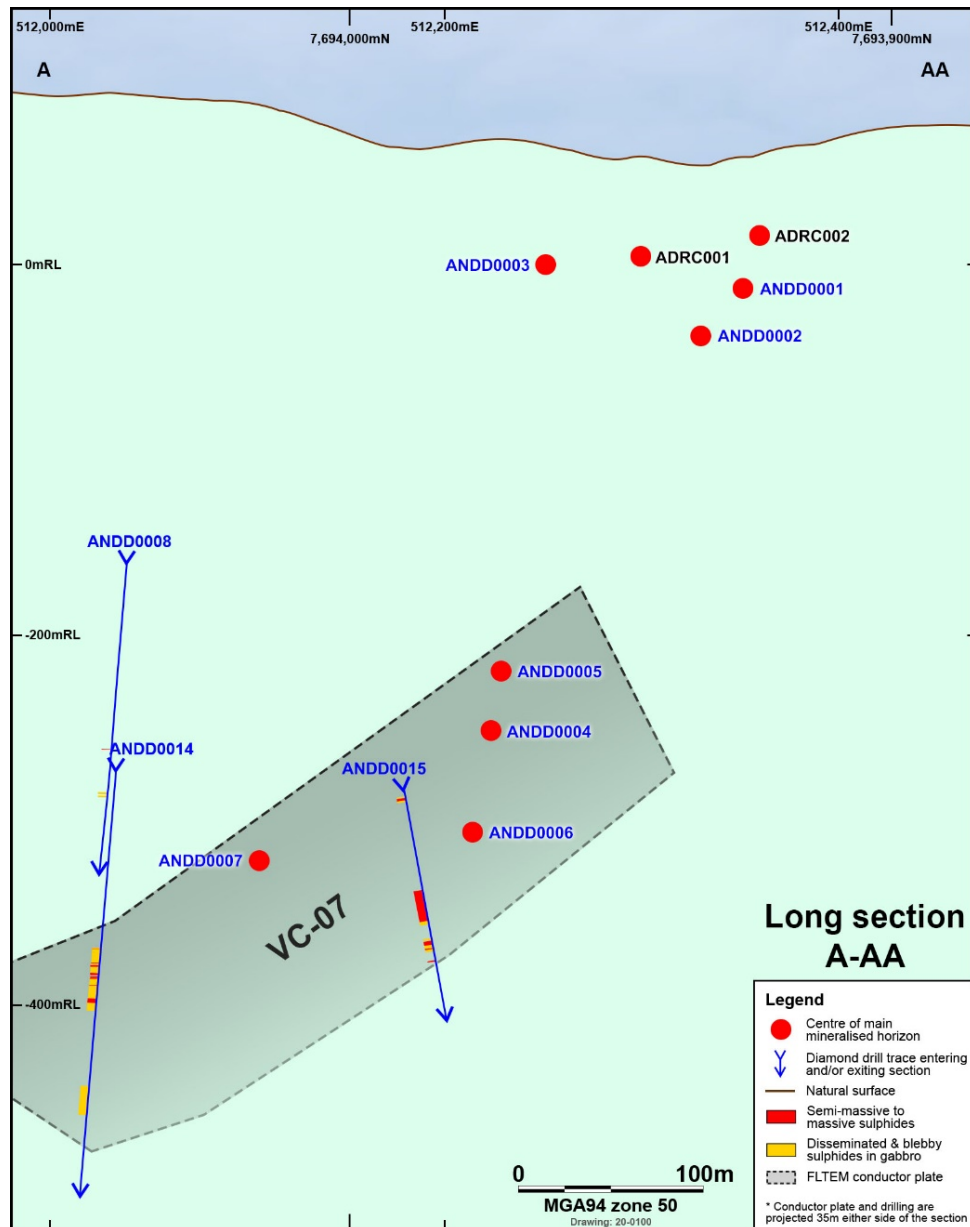 512,000mE
7,694,000mN
512,200mE
512,400mE
7,693,900mN
A
AA
ADRC002
ADRC001
ANDD0003
0mRL
ANDD0001
ANDD0002
ANDD0008
-200mRL
ANDD0005
ANDD0004
ANDD0014
ANDD0015
ANDD0006
ANDD0007
VC-07
-400mRL
Long section
A-AA
Legend
Centre of main
mineralised horizon
Diamond drill trace entering
and/or exiting section
Natural surface
Semi-massive to
massive sulphides
Disseminated & blebby
sulphides in gabbro
FLTEM conductor plate
* Conductor plate and drilling are
projected 35m either side of the section
0
100m
MGA94 zone 50
Drawing: 20-0100